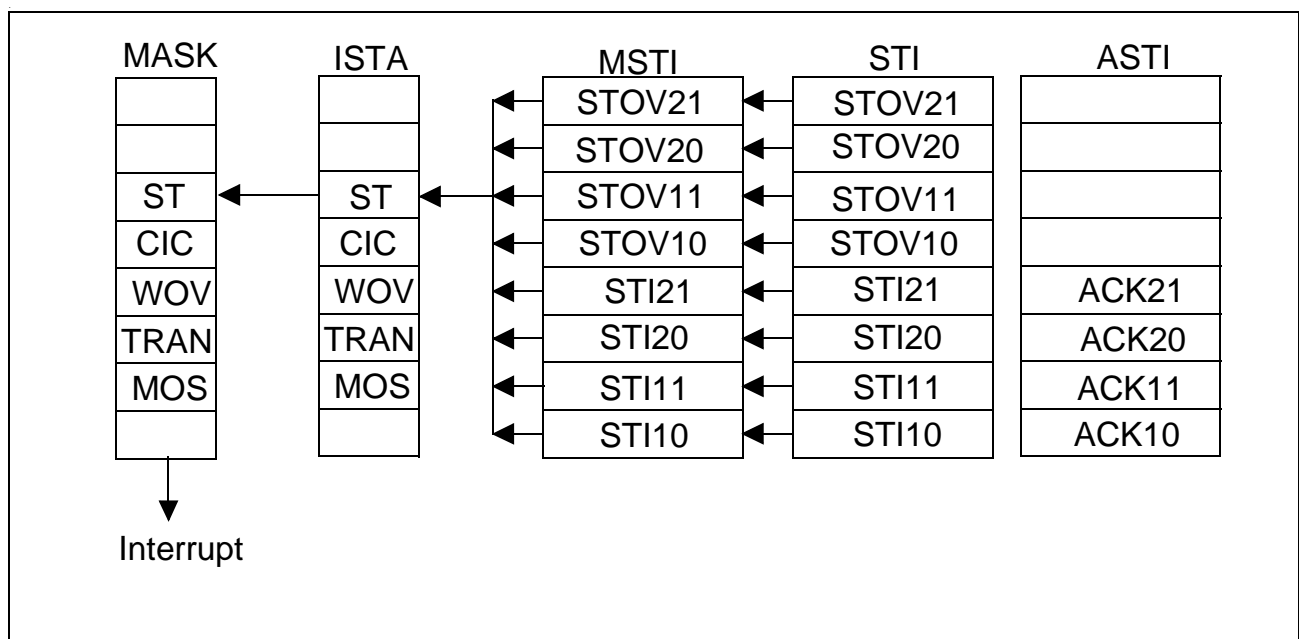 MASK ISTA MSTI STI ASTI
STOV21 STOV21
STOV20 STOV20
ST ST STOV11 STOV11
CIC CIC STOV10 STOV10
WOV WOV STI21 STI21 ACK21
TRAN TRAN STI20 STI20 ACK20
MOS MOS STI11 STI11 ACK11
STI10 STI10 ACK10
Interrupt